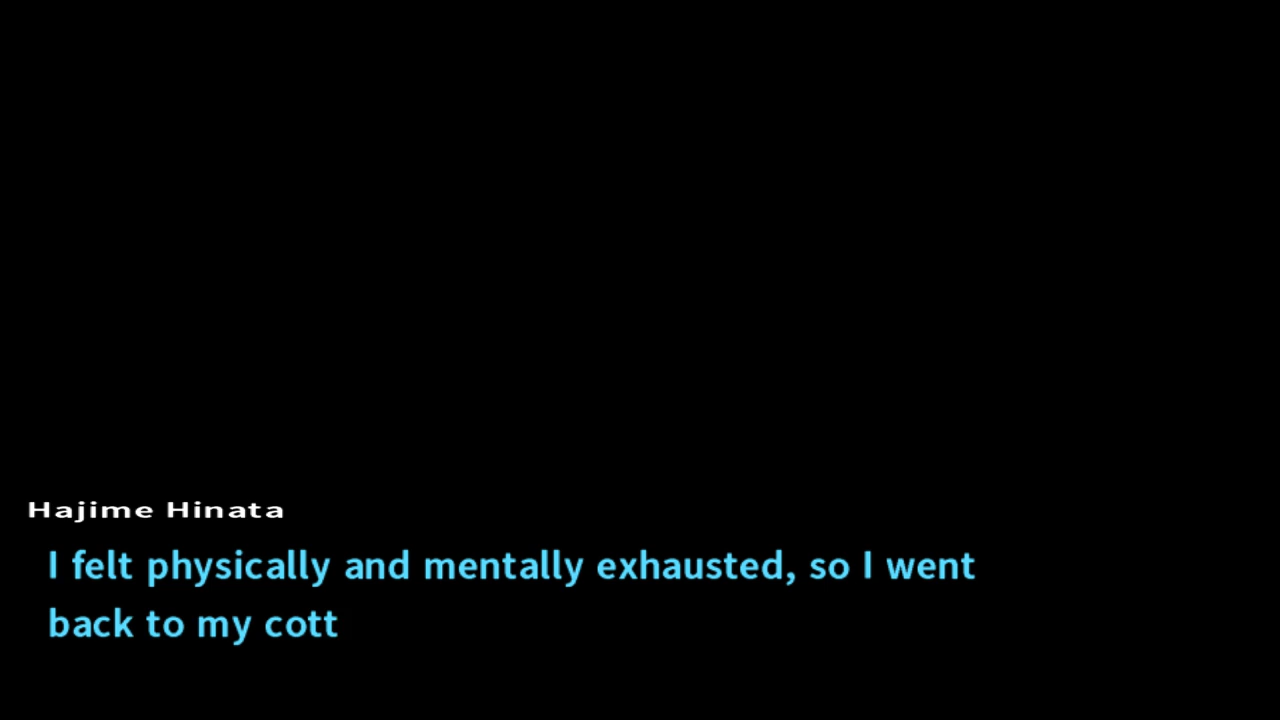 Hajime Hinata
I felt physically and mentally exhausted, so I went
back to my cott